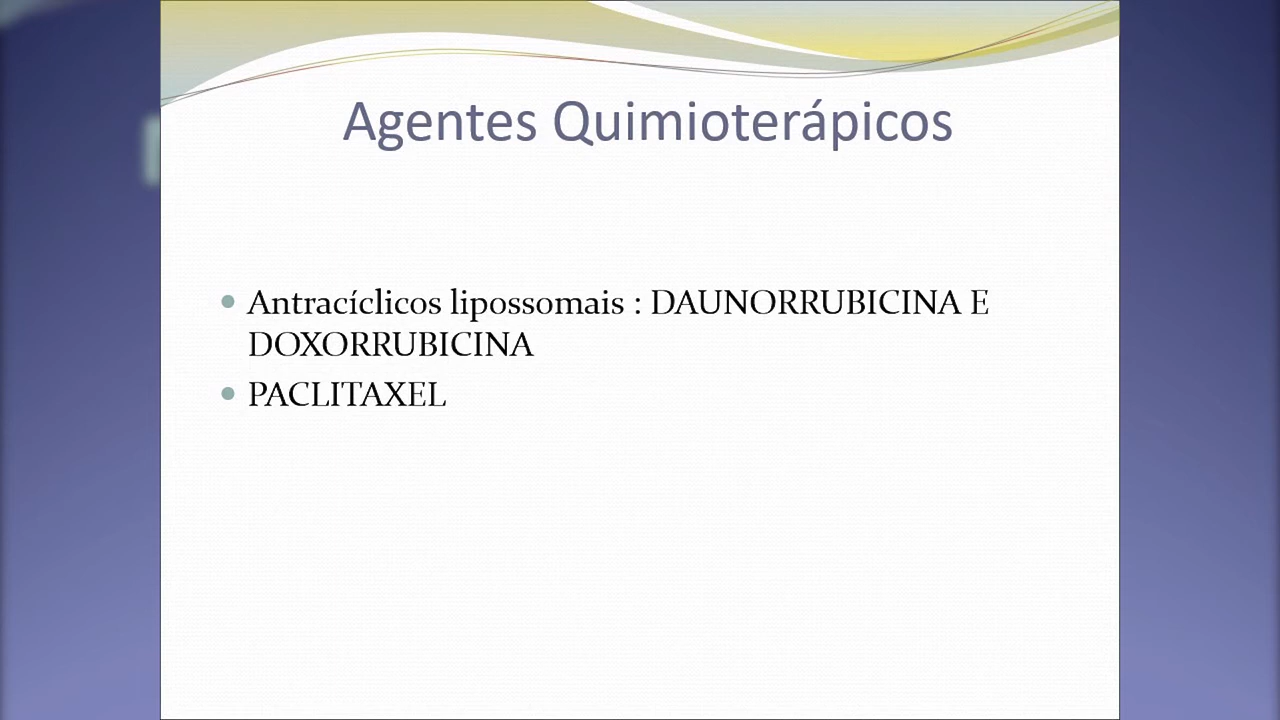 Agentes Quimioterápicos
Antracíclicos lipossomais : DAUNORRUBICINA E
DOXORRUBICINA
PACLITAXEL